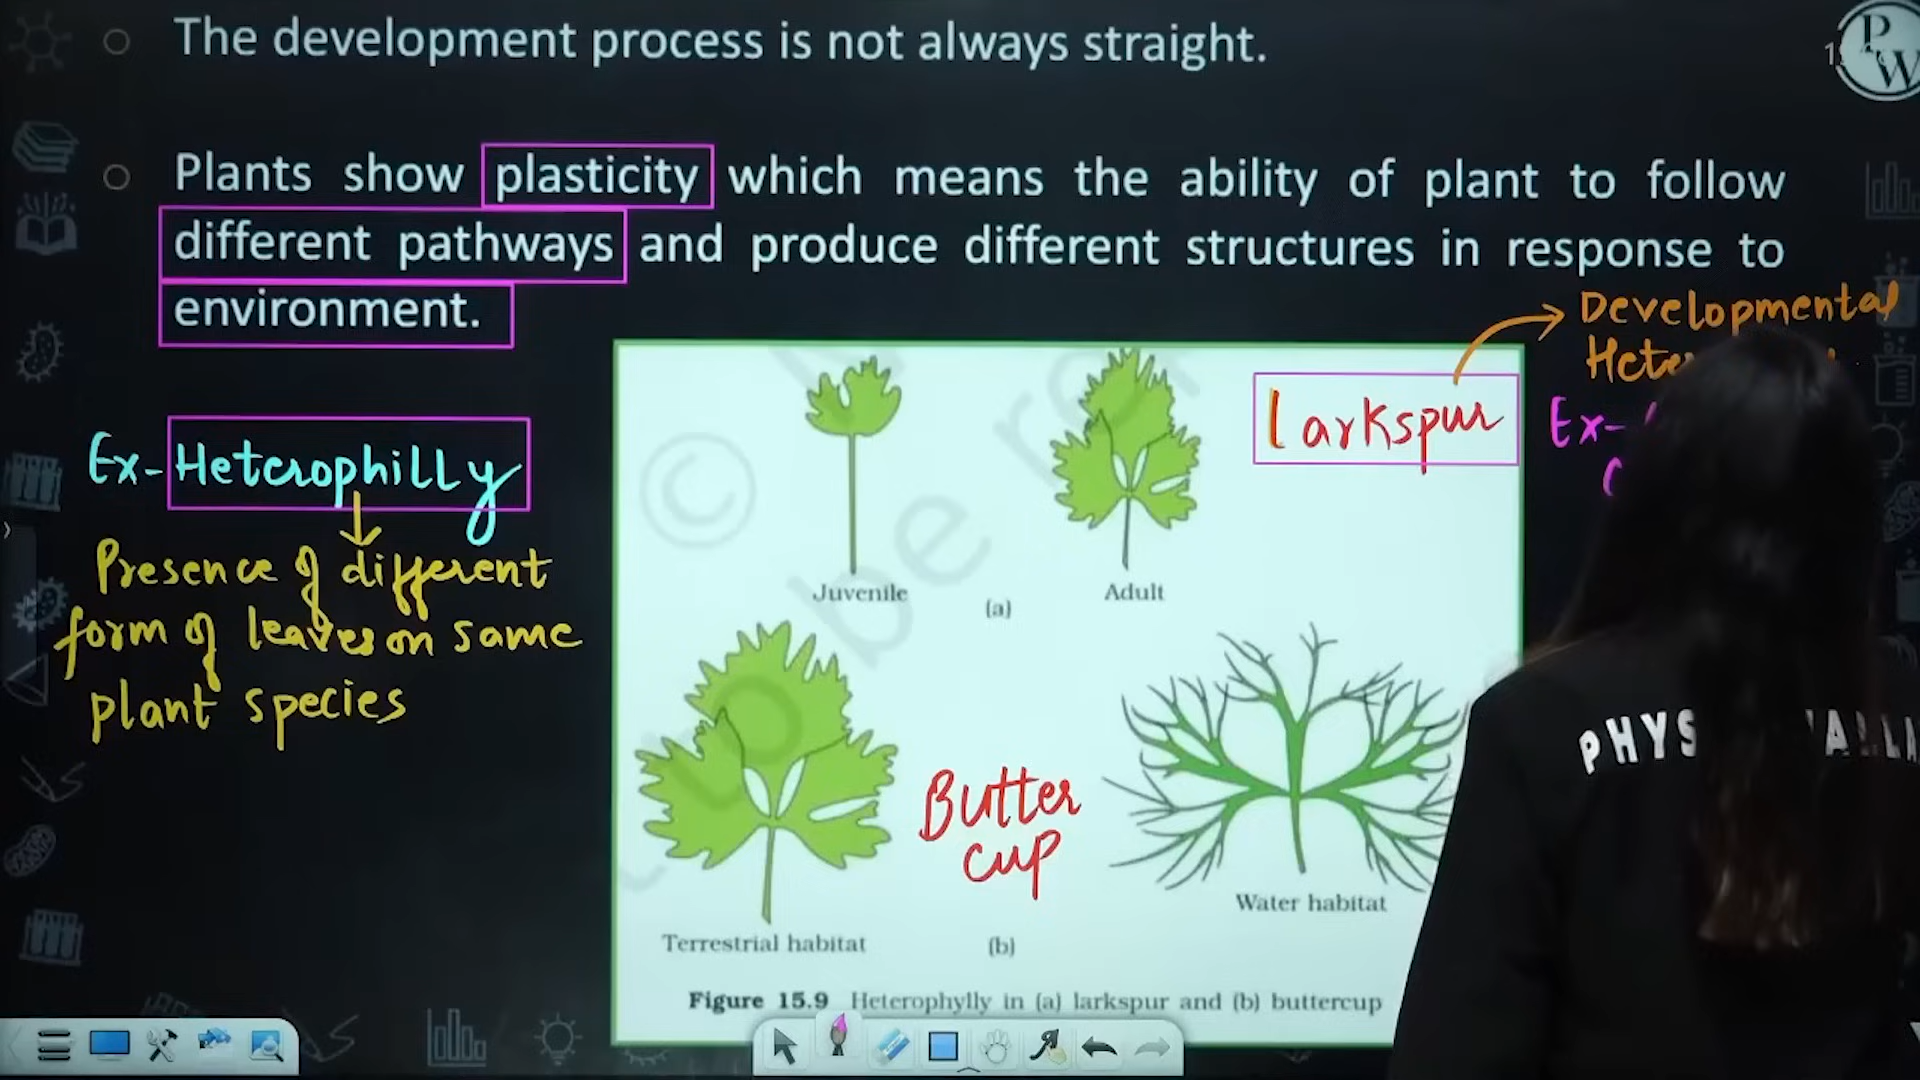 The development process is not always straight.
Plants show plasticity which means the ability of plant to follow
different pathways and produce different structures in response to
environment.
Developmental
Larkspur
Ex-
Ex- Heterophilly
Presence of different
form of leaves on same
plant species
Juvenile
(a)
Adult
Butter
cup
Terrestrial habitat
(b)
Water habitat
Figure 15.9 Heterophylly in (a) larkspur and (b) buttercup
PW
PHYS